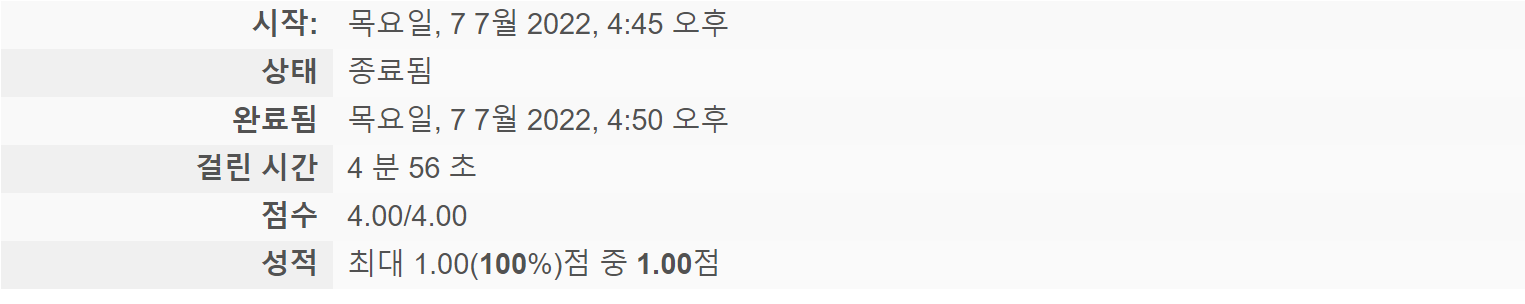 시작: 목요일, 7 7월 2022, 4:45 오후
상태 종료됨
완료됨 목요일, 7 7월 2022, 4:50 오후
걸린 시간 4 분 56 초
점수 4.00/4.00
성적 최대 1.00(100%)점 중 1.00점